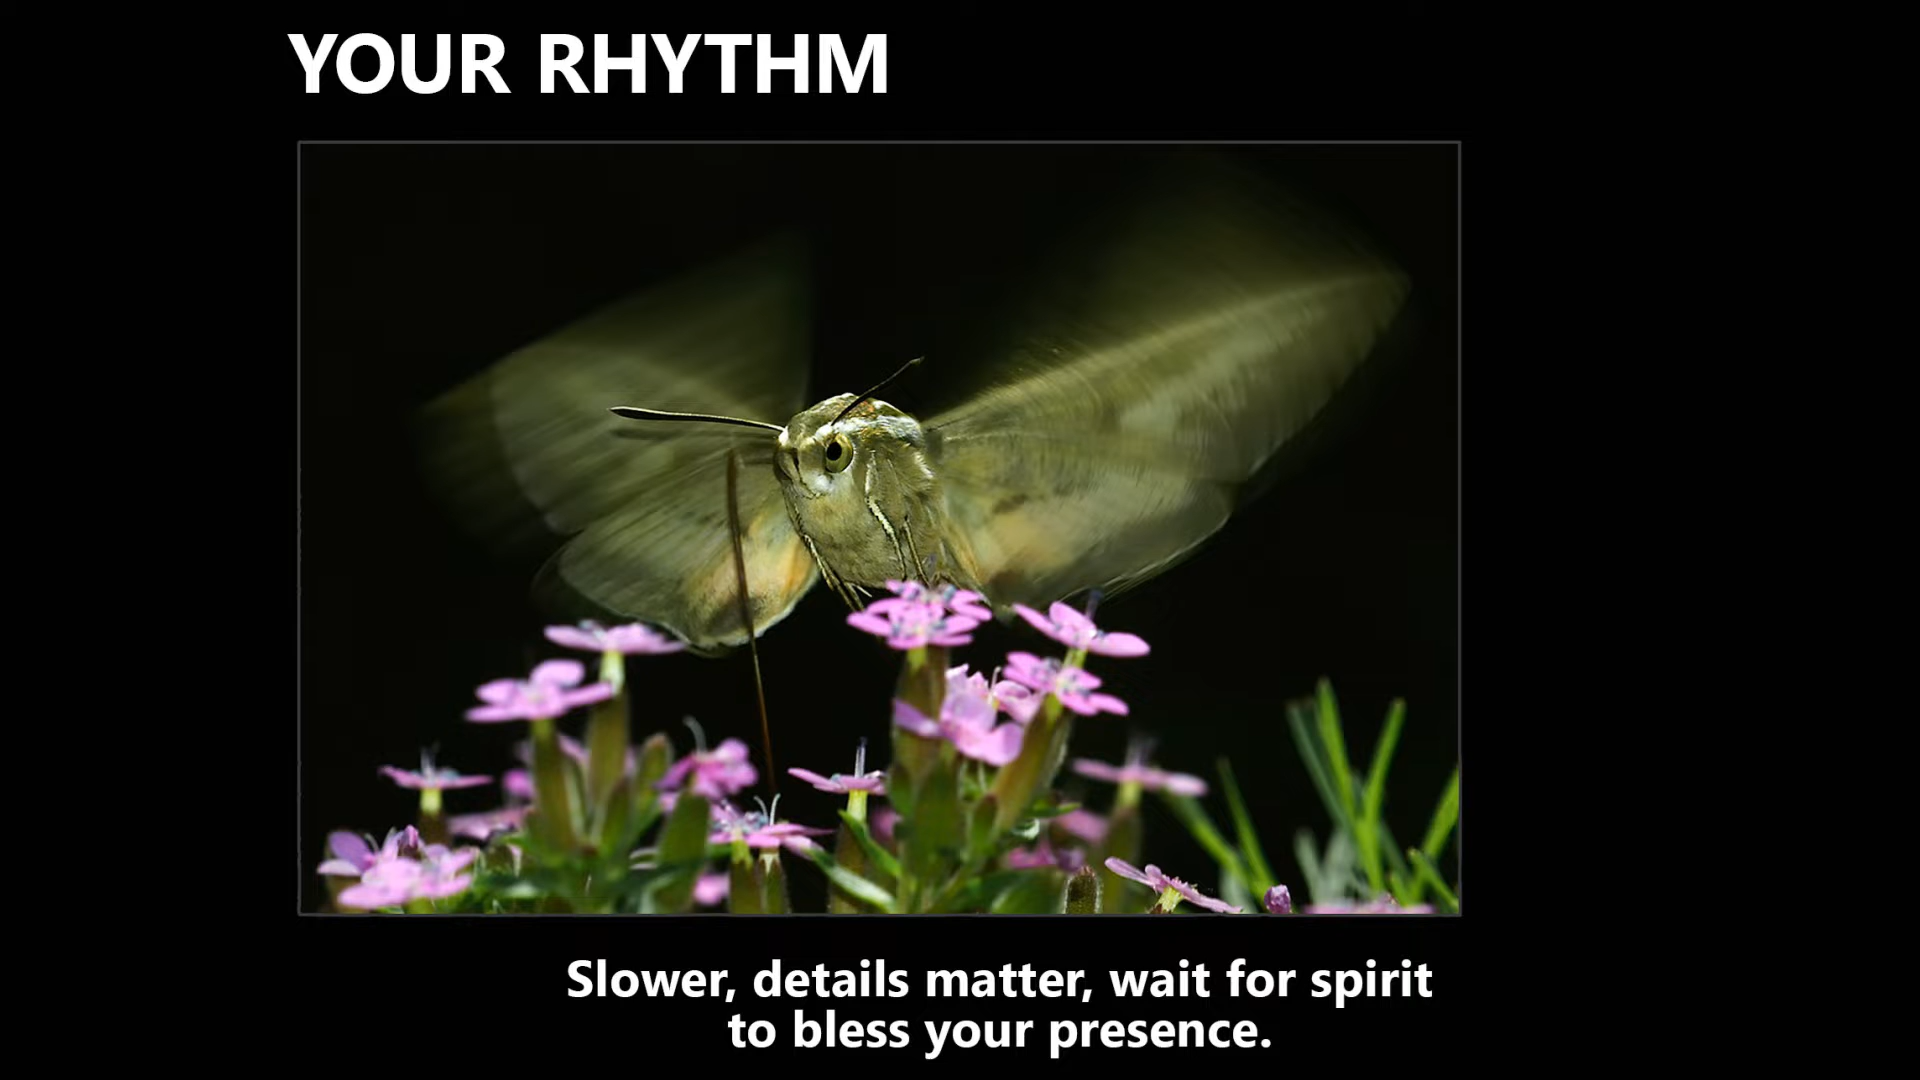 YOUR RHYTHM
Slower, details matter, wait for spirit
to bless your presence.